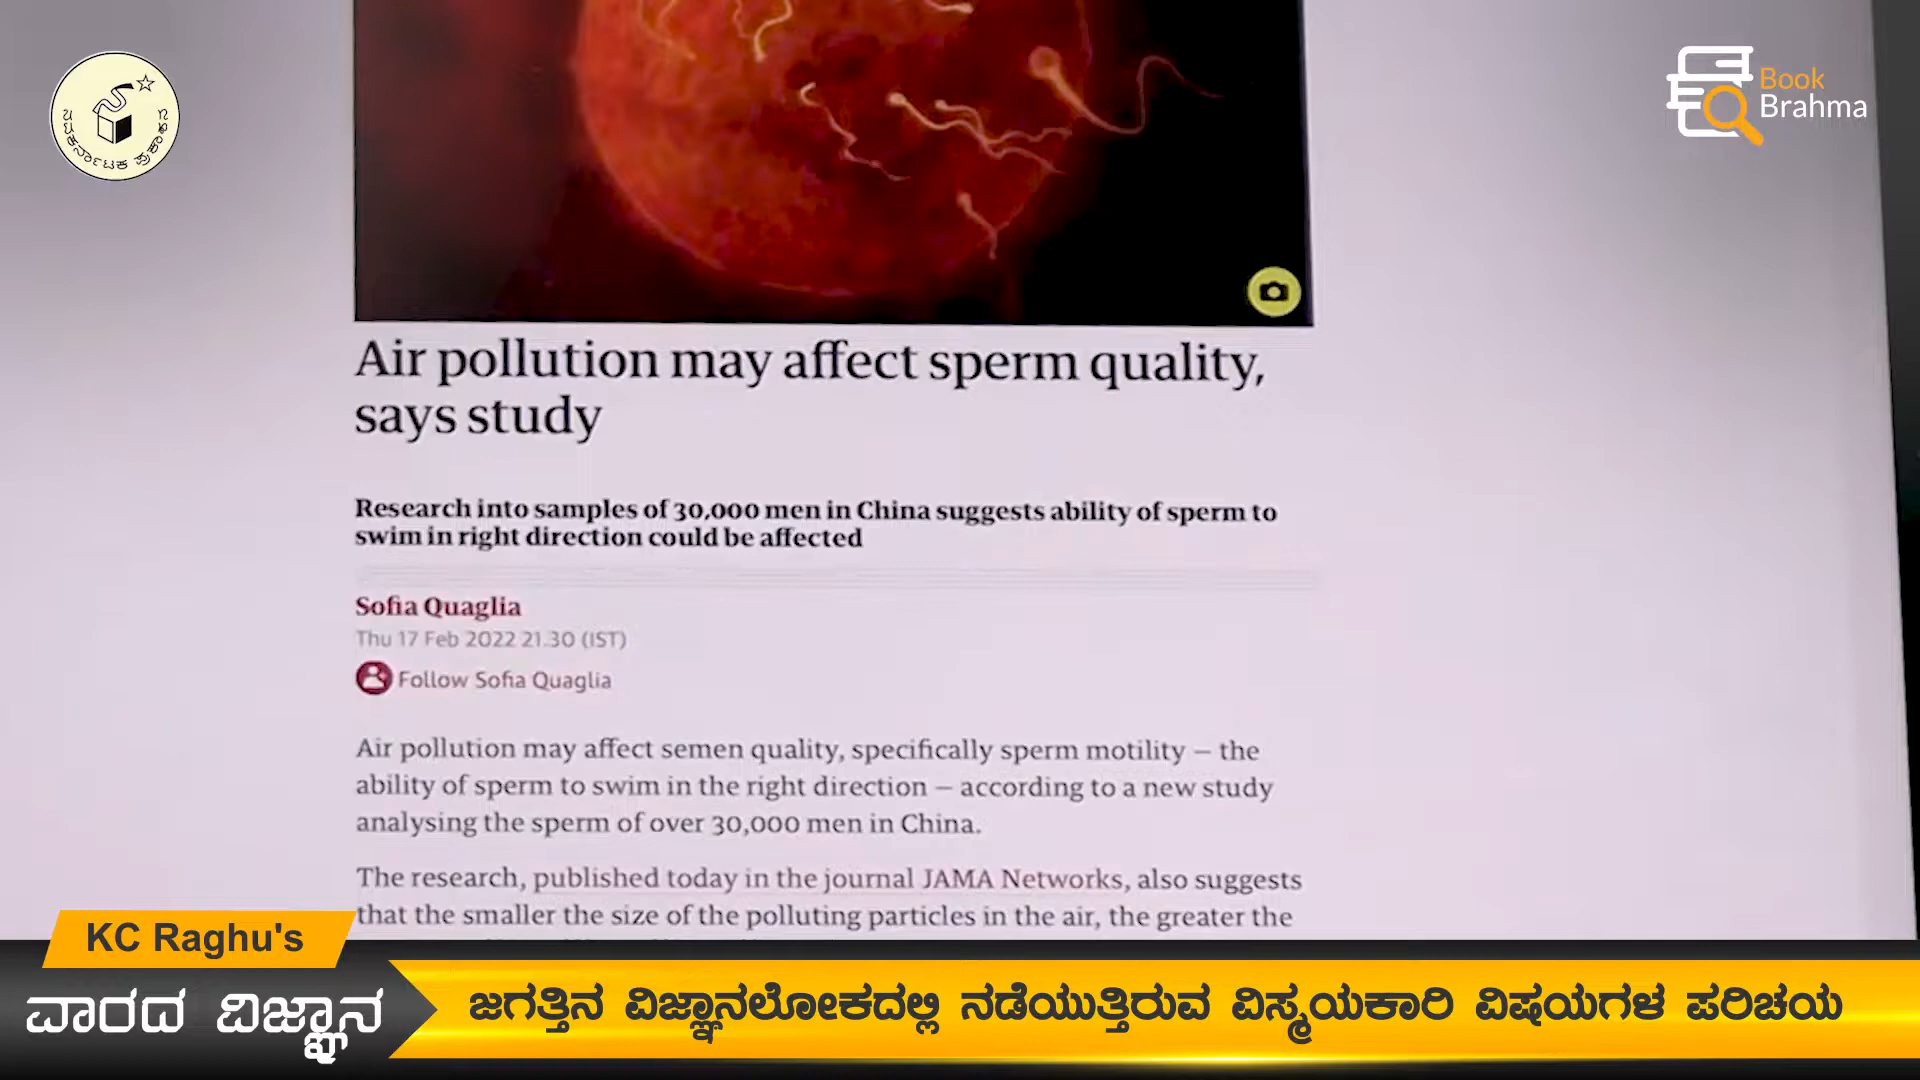 ನವಕರ್ನಾಟಕ ಪ್ರಕಾಶನ
Book
Brahma
Air pollution may affect sperm quality,
says study
Research into samples of 30,000 men in China suggests ability of sperm to
swim in right direction could be affected
Sofia Quaglia
Thu 17 Feb 2022 21.30 (IST)
Follow Sofia Quaglia
Air pollution may affect semen quality, specifically sperm motility – the
ability of sperm to swim in the right direction – according to a new study
analysing the sperm of over 30,000 men in China.
The research, published today in the journal JAMA Networks, also suggests
that the smaller the size of the polluting particles in the air, the greater the
KC Raghu's
ವಾರದ ವಿಜ್ಞಾನ
ಜಗತ್ತಿನ ವಿಜ್ಞಾನಲೋಕದಲ್ಲಿ ನಡೆಯುತ್ತಿರುವ ವಿಸ್ಮಯಕಾರಿ ವಿಷಯಗಳ ಪರಿಚಯ